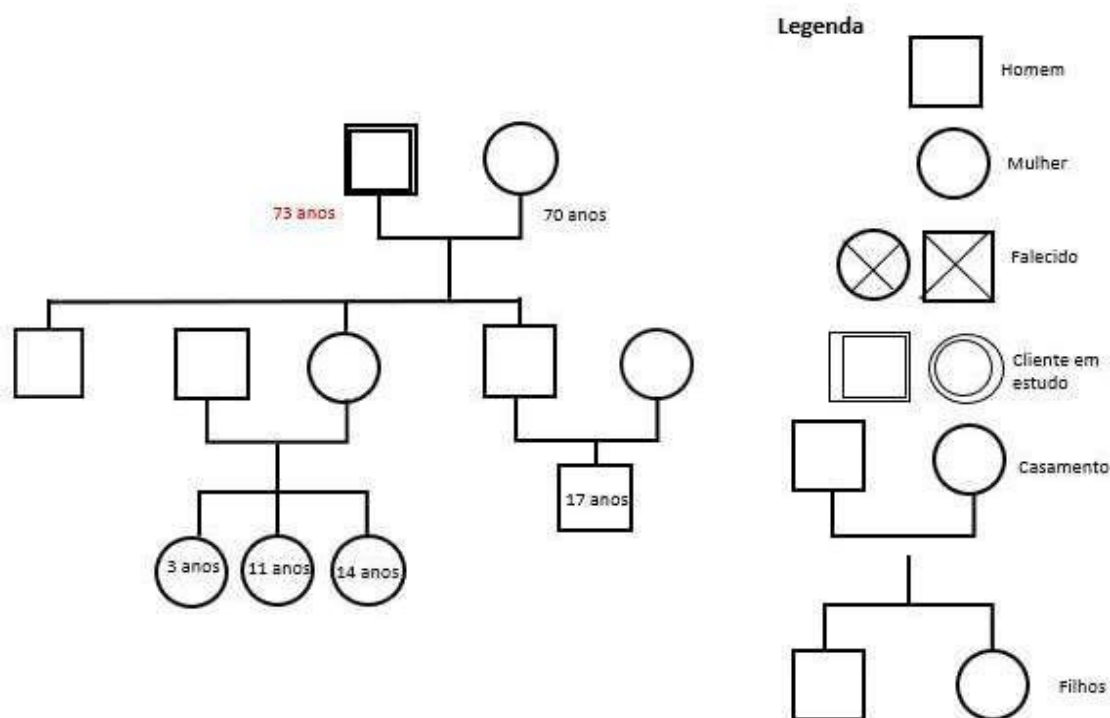 Legenda
Homem
Mulher
73 anos
70 anos
Falecido
Cliente em
estudo
Casamento
17 anos
3 anos
11 anos
14 anos
Filhos